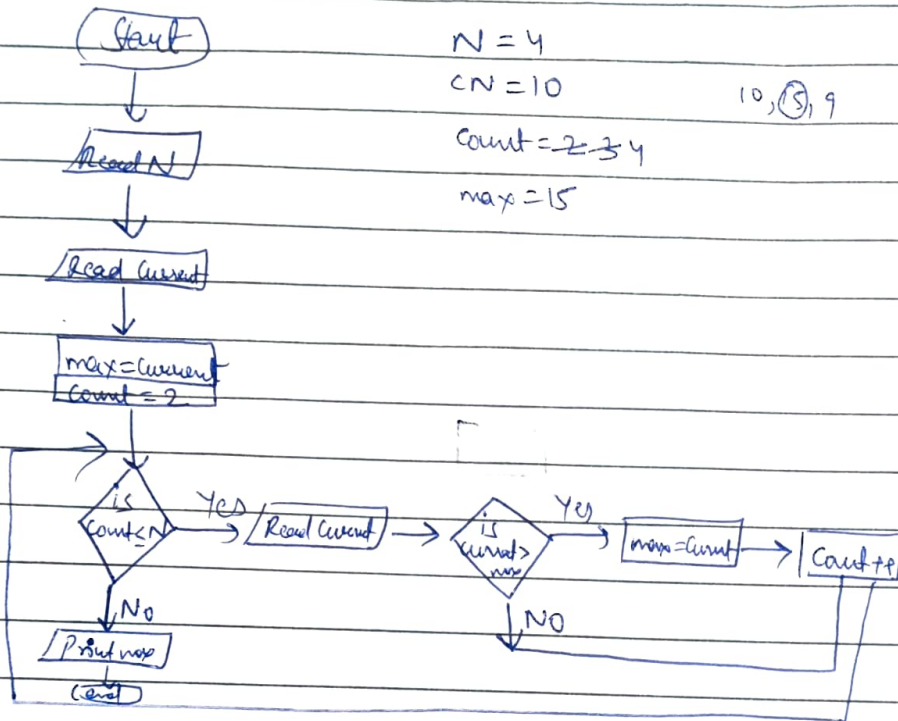 Start
N = 4
CN = 10
10, 15, 9
Count = 2 3 4
max = 15
Read N
Read Current
max = Current
Count = 2
is
Count ≤ N
Yes
Read Current
is
Current >
max
Yes
max = Current
Count++
No
NO
Print max
end